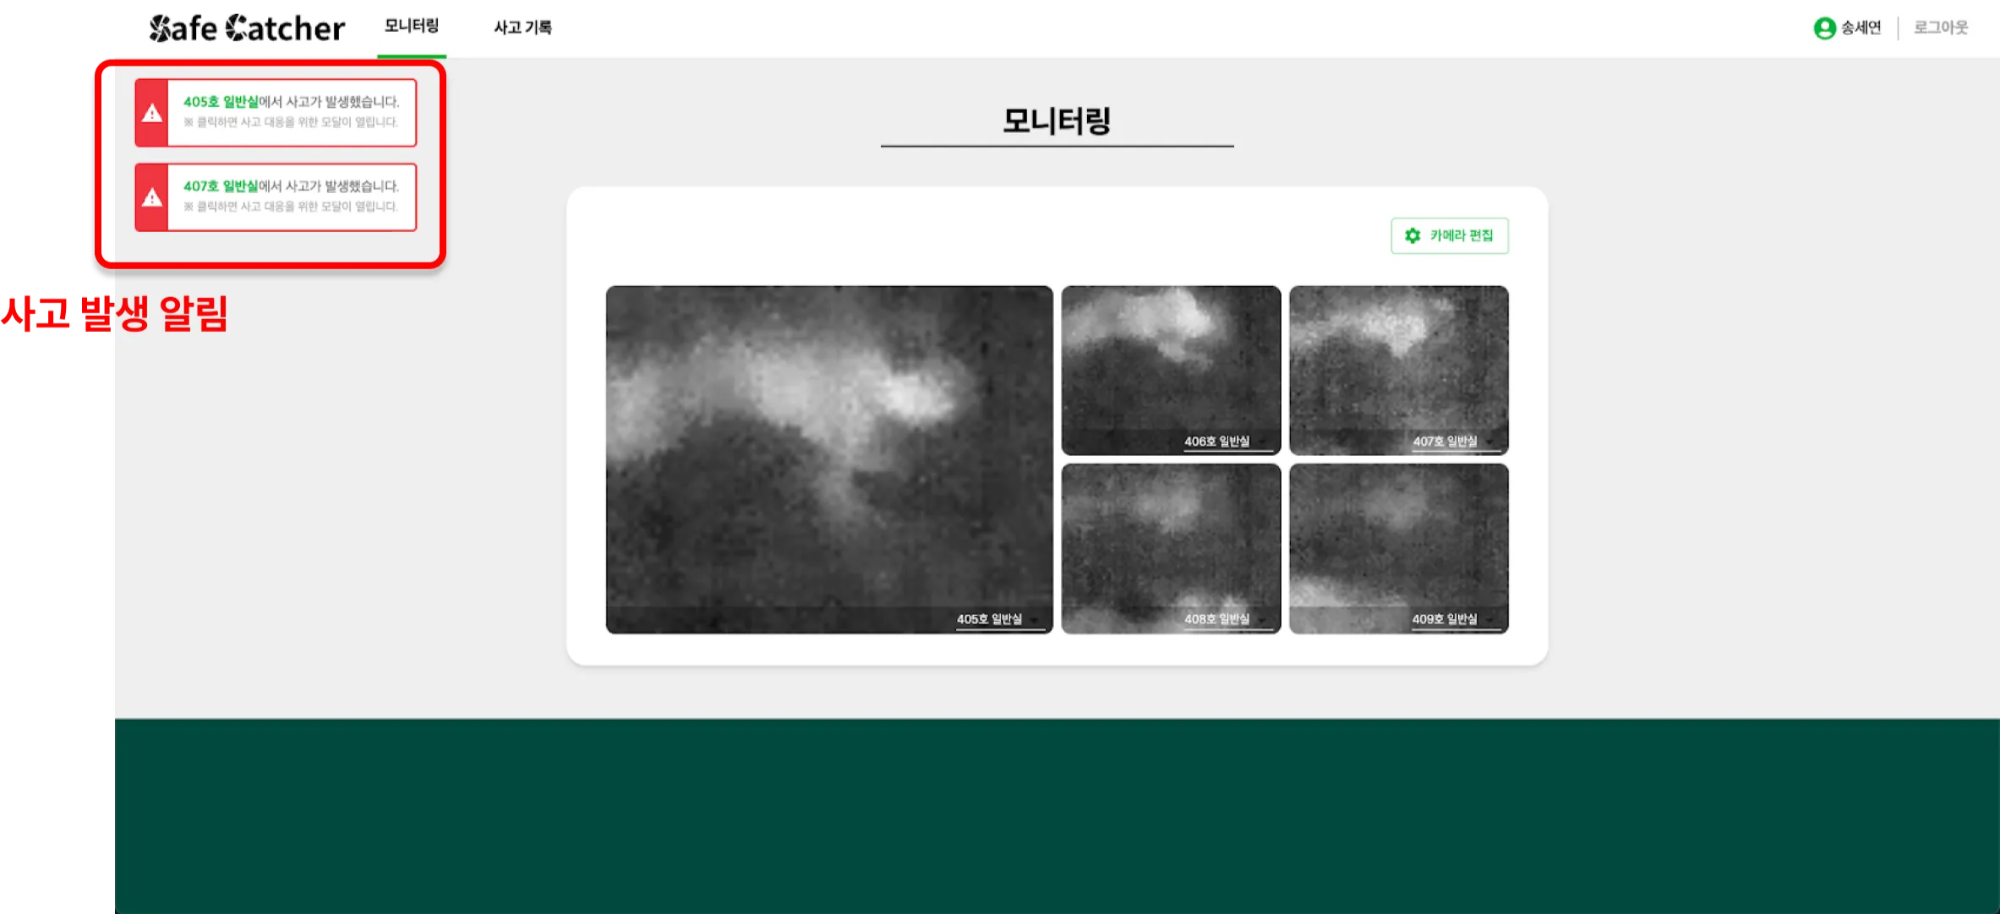 Safe Catcher
모니터링
사고 기록
송세연
로그아웃
405호 일반실에서 사고가 발생했습니다.
※ 클릭하면 사고 대응을 위한 모달이 열립니다.
407호 일반실에서 사고가 발생했습니다.
※ 클릭하면 사고 대응을 위한 모달이 열립니다.
사고 발생 알림
모니터링
카메라 편집
405호 일반실
406호 일반실
407호 일반실
408호 일반실
409호 일반실